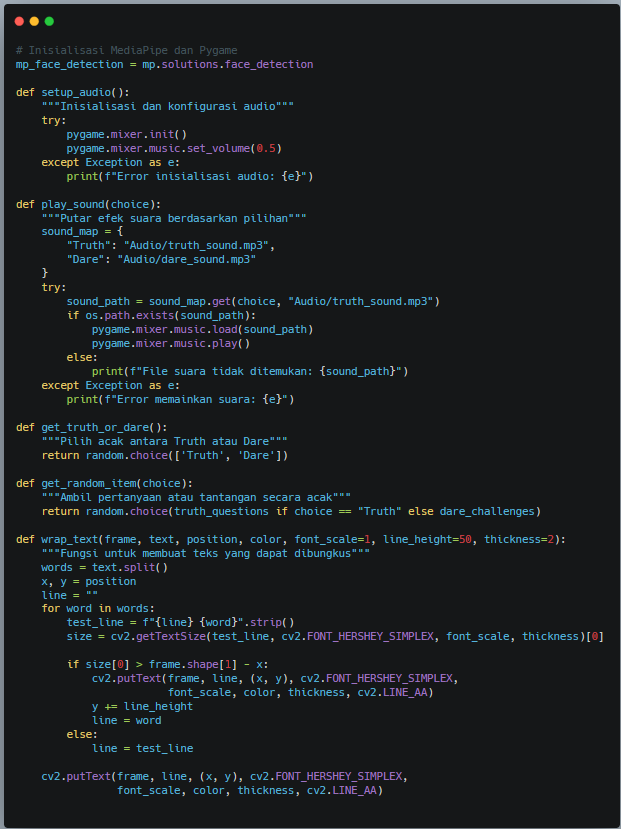 # Inisialisasi MediaPipe dan Pygame
mp_face_detection = mp.solutions.face_detection

def setup_audio():
    """Inisialisasi dan konfigurasi audio"""
    try:
        pygame.mixer.init()
        pygame.mixer.music.set_volume(0.5)
    except Exception as e:
        print(f"Error inisialisasi audio: {e}")

def play_sound(choice):
    """Putar efek suara berdasarkan pilihan"""
    sound_map = {
        "Truth": "Audio/truth_sound.mp3",
        "Dare": "Audio/dare_sound.mp3"
    }
    try:
        sound_path = sound_map.get(choice, "Audio/truth_sound.mp3")
        if os.path.exists(sound_path):
            pygame.mixer.music.load(sound_path)
            pygame.mixer.music.play()
        else:
            print(f"File suara tidak ditemukan: {sound_path}")
    except Exception as e:
        print(f"Error memainkan suara: {e}")

def get_truth_or_dare():
    """Pilih acak antara Truth atau Dare"""
    return random.choice(['Truth', 'Dare'])

def get_random_item(choice):
    """Ambil pertanyaan atau tantangan secara acak"""
    return random.choice(truth_questions if choice == "Truth" else dare_challenges)

def wrap_text(frame, text, position, color, font_scale=1, line_height=50, thickness=2):
    """Fungsi untuk membuat teks yang dapat dibungkus"""
    words = text.split()
    x, y = position
    line = ""
    for word in words:
        test_line = f"{line} {word}".strip()
        size = cv2.getTextSize(test_line, cv2.FONT_HERSHEY_SIMPLEX, font_scale, thickness)[0]

        if size[0] > frame.shape[1] - x:
            cv2.putText(frame, line, (x, y), cv2.FONT_HERSHEY_SIMPLEX,
                        font_scale, color, thickness, cv2.LINE_AA)
            y += line_height
            line = word
        else:
            line = test_line

    cv2.putText(frame, line, (x, y), cv2.FONT_HERSHEY_SIMPLEX,
                font_scale, color, thickness, cv2.LINE_AA)